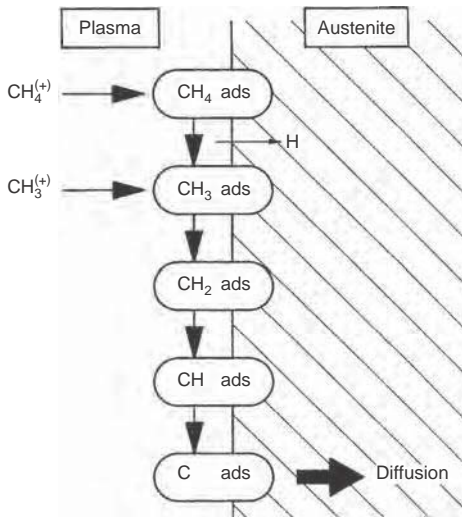 Plasma
Austenite
CH₄⁽⁺⁾
CH₄ ads
H
CH₃⁽⁺⁾
CH₃ ads
CH₂ ads
CH ads
C ads
Diffusion